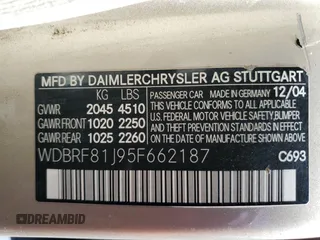 MFD BY DAIMLERCHRYSLER AG STUTTGART
KG LBS PASSENGER CAR MADE IN GERMANY 12/04
GVWR 2045 4510 THIS VEHICLE CONFORMS TO ALL APPLICABLE
GAWR.FRONT 1020 2250 FEDERAL MOTOR VEHICLE SAFETY, BUMPER
GAWR.REAR 1025 2260 AND THEFT PREVENTION STANDARDS IN EFFECT
ON THE DATE OF MANUFACTURE SHOWN ABOVE
WDBRF81J95F662187
C693
DREAMBID